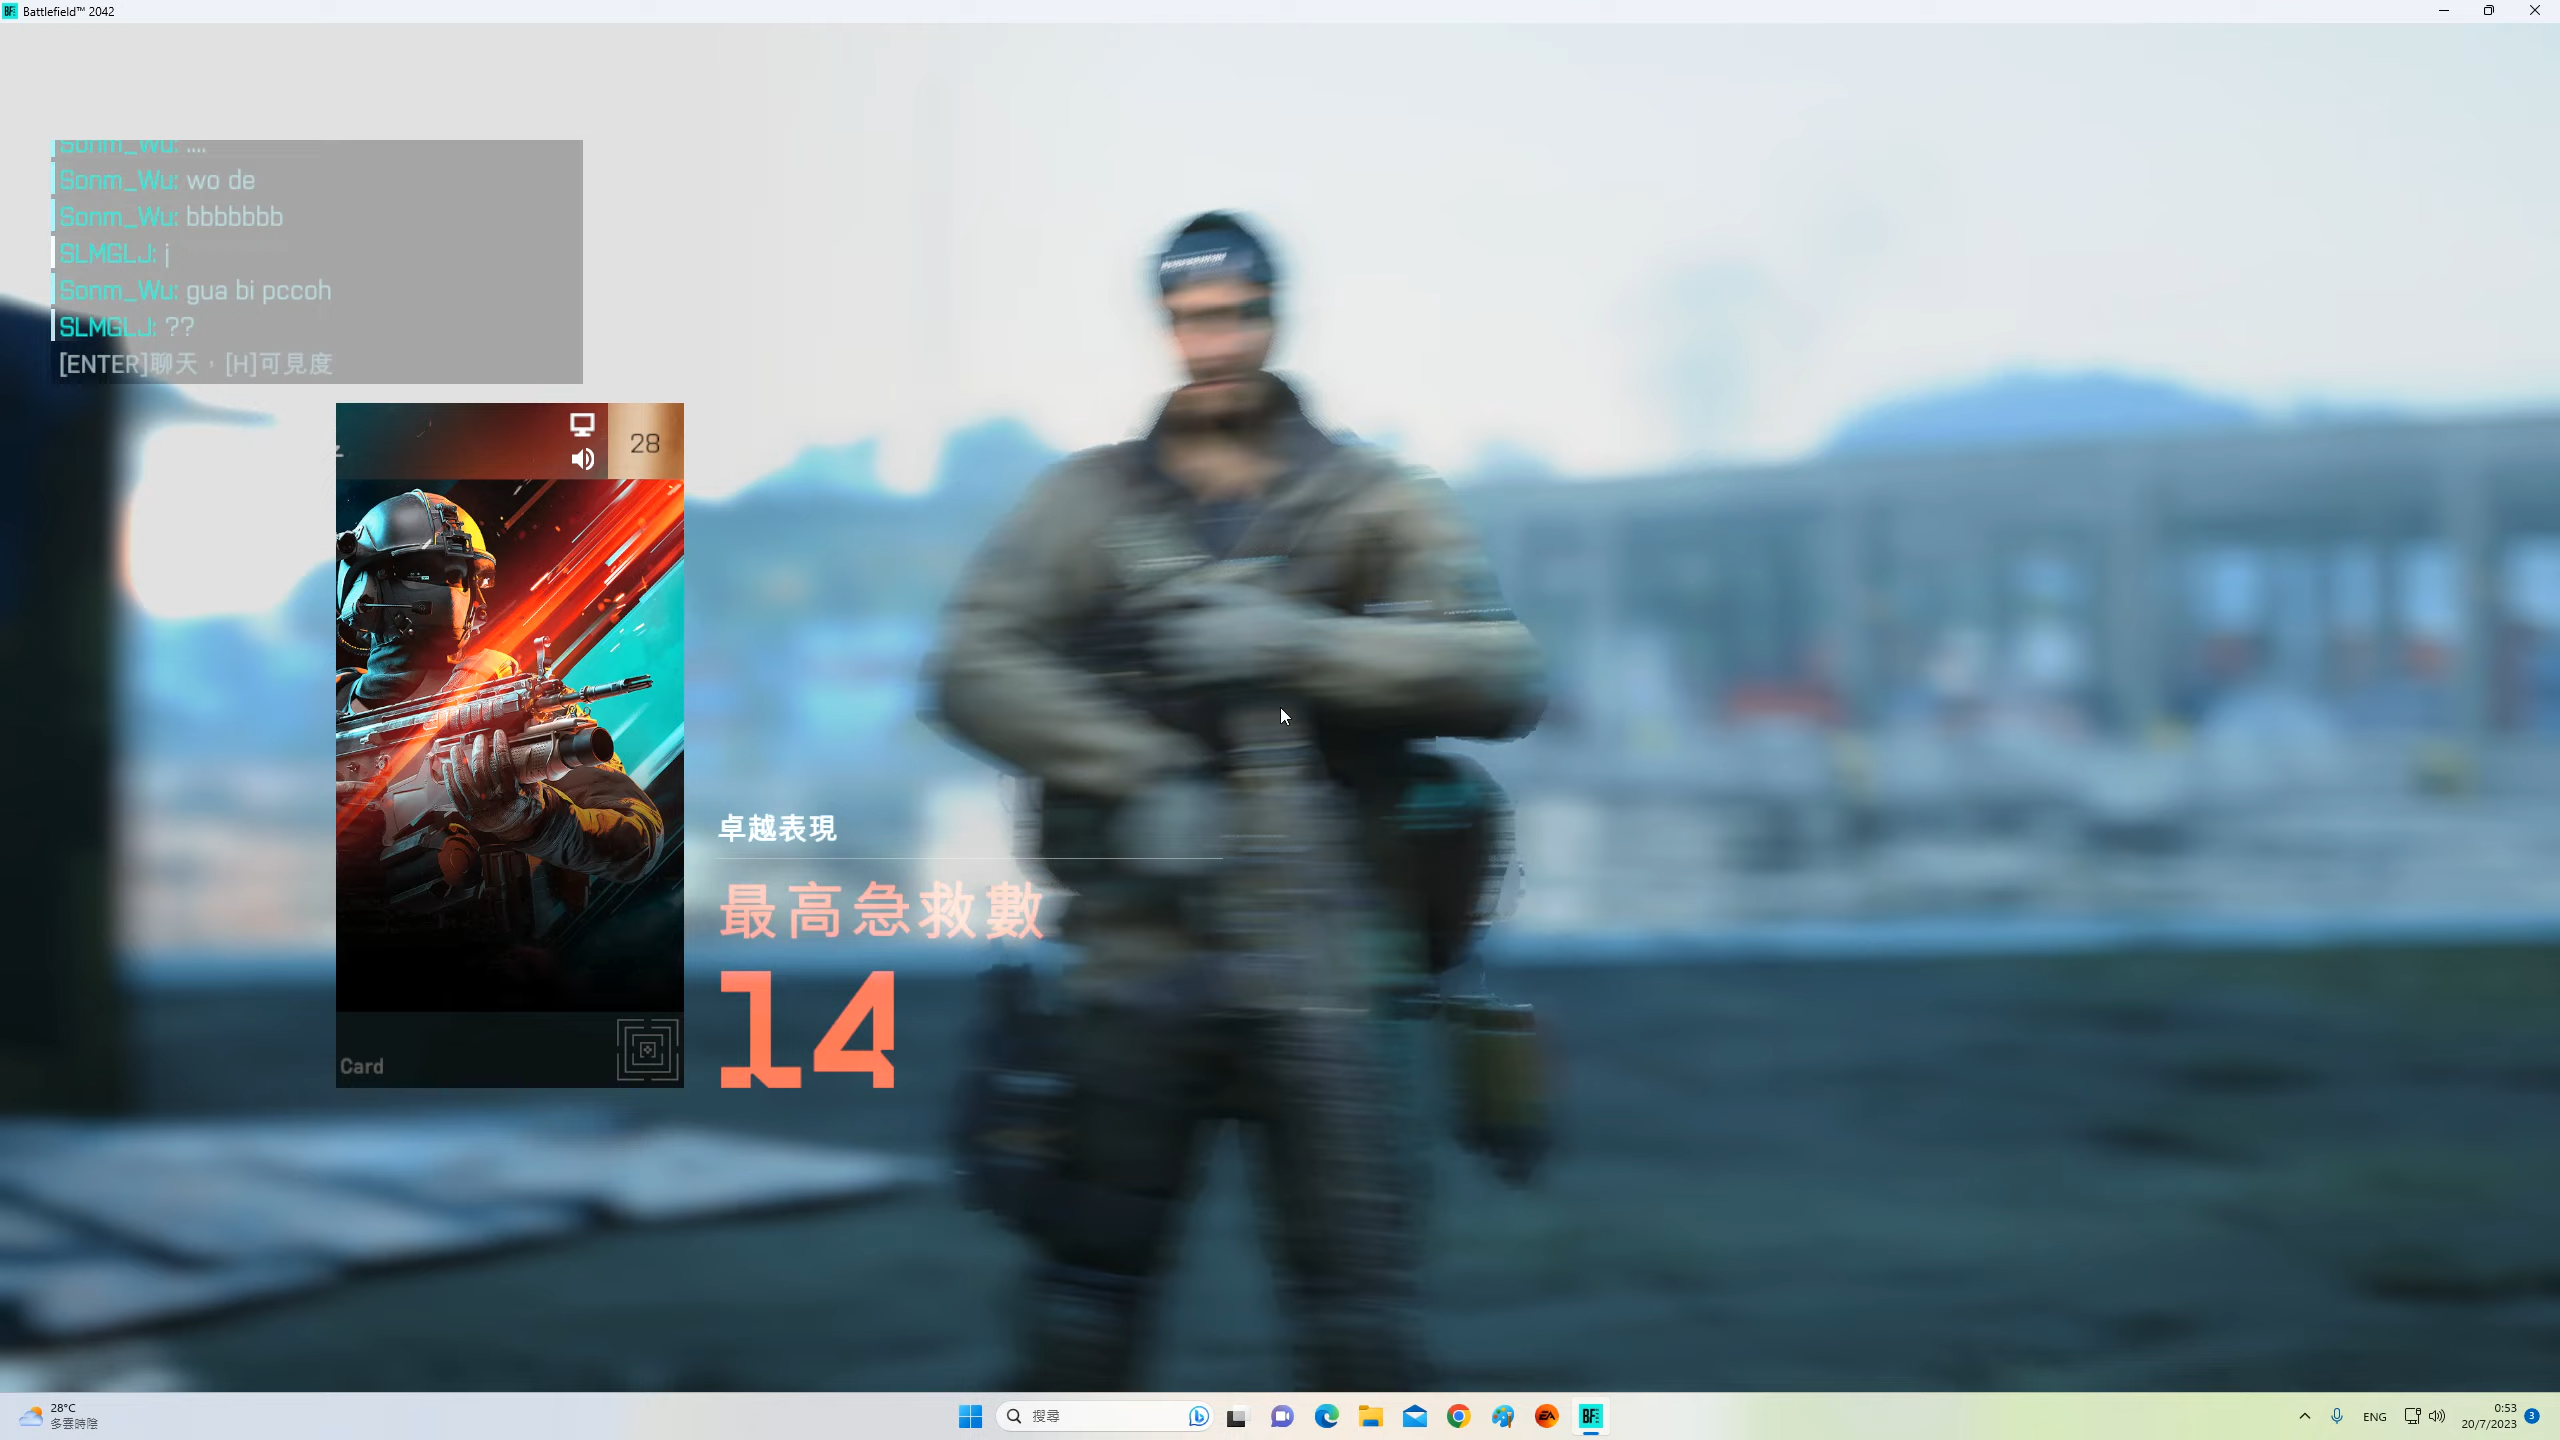 Battlefield™ 2042
Sonm_Wu: ....
Sonm_Wu: wo de
Sonm_Wu: bbbbbbb
SLMGLJ: j
Sonm_Wu: gua bi pccoh
SLMGLJ: ??
[ENTER]聊天，[H]可見度
28
卓越表現
最高急救數
14
Card
28°C
多雲時陰
搜尋
ENG
0:53
20/7/2023
3